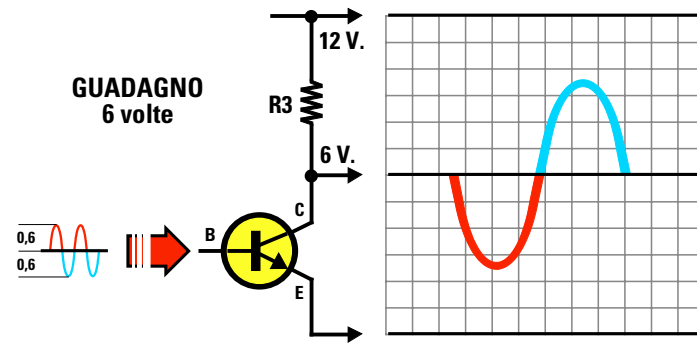 12 V.
GUADAGNO
6 volte
R3
6 V.
C
B
0,6
0,6
E